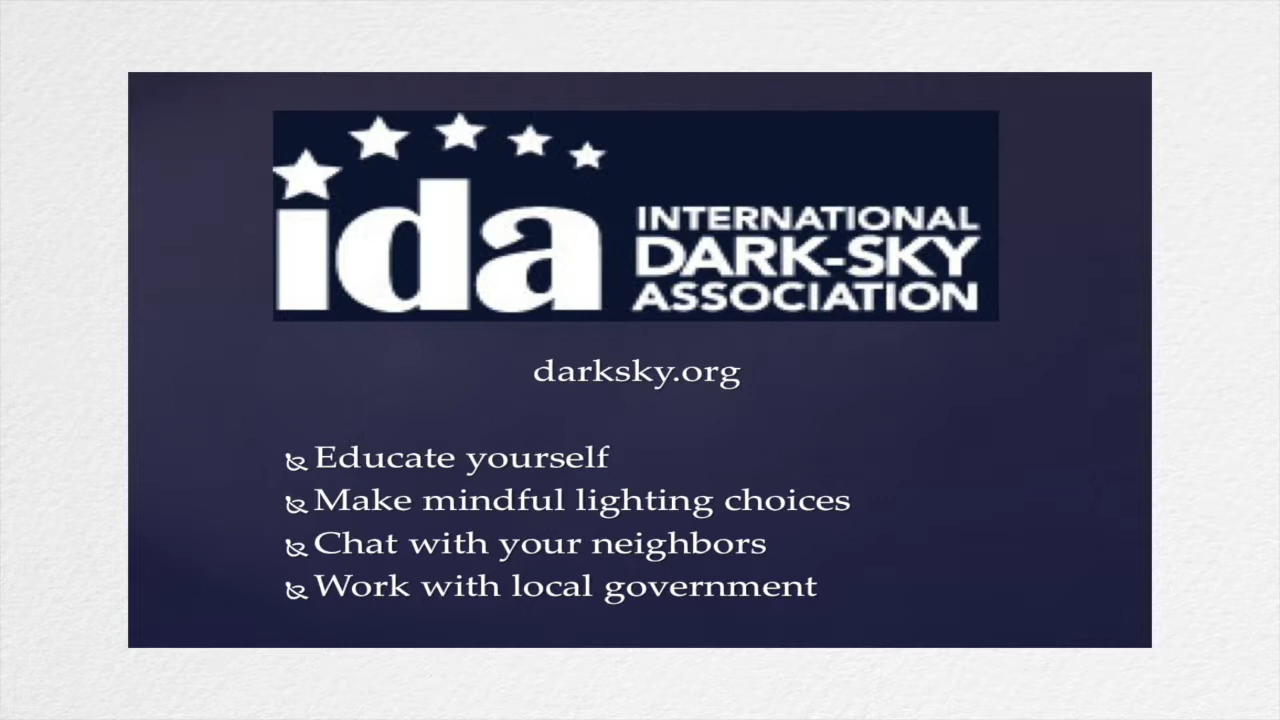 ida
INTERNATIONAL
DARK-SKY
ASSOCIATION
darksky.org
Educate yourself
Make mindful lighting choices
Chat with your neighbors
Work with local government